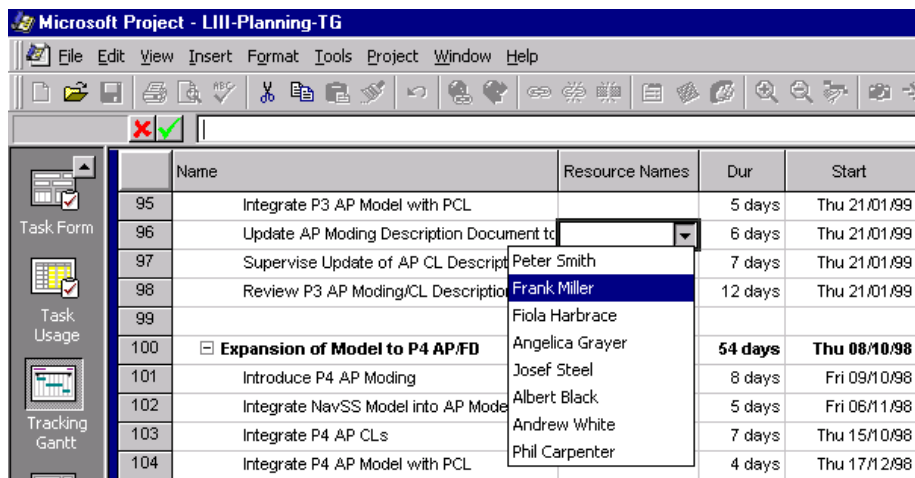 Microsoft Project - LIII-Planning-TG
File Edit View Insert Format Tools Project Window Help
ABC
Name Resource Names Dur Start
95 Integrate P3 AP Model with PCL 5 days Thu 21/01/99
Task Form
96 Update AP Moding Description Document to 6 days Thu 21/01/99
97 Supervise Update of AP CL Descript 7 days Thu 21/01/99
98 Review P3 AP Moding/CL Description 12 days Thu 21/01/99
99
Task
Usage
100 Expansion of Model to P4 AP/FD 54 days Thu 08/10/98
101 Introduce P4 AP Moding 8 days Fri 09/10/98
102 Integrate NavSS Model into AP Mode 5 days Fri 06/11/98
103 Integrate P4 AP CLs 7 days Thu 15/10/98
104 Integrate P4 AP Model with PCL 4 days Thu 17/12/98
Tracking
Gantt
Peter Smith
Frank Miller
Fiola Harbrace
Angelica Grayer
Josef Steel
Albert Black
Andrew White
Phil Carpenter